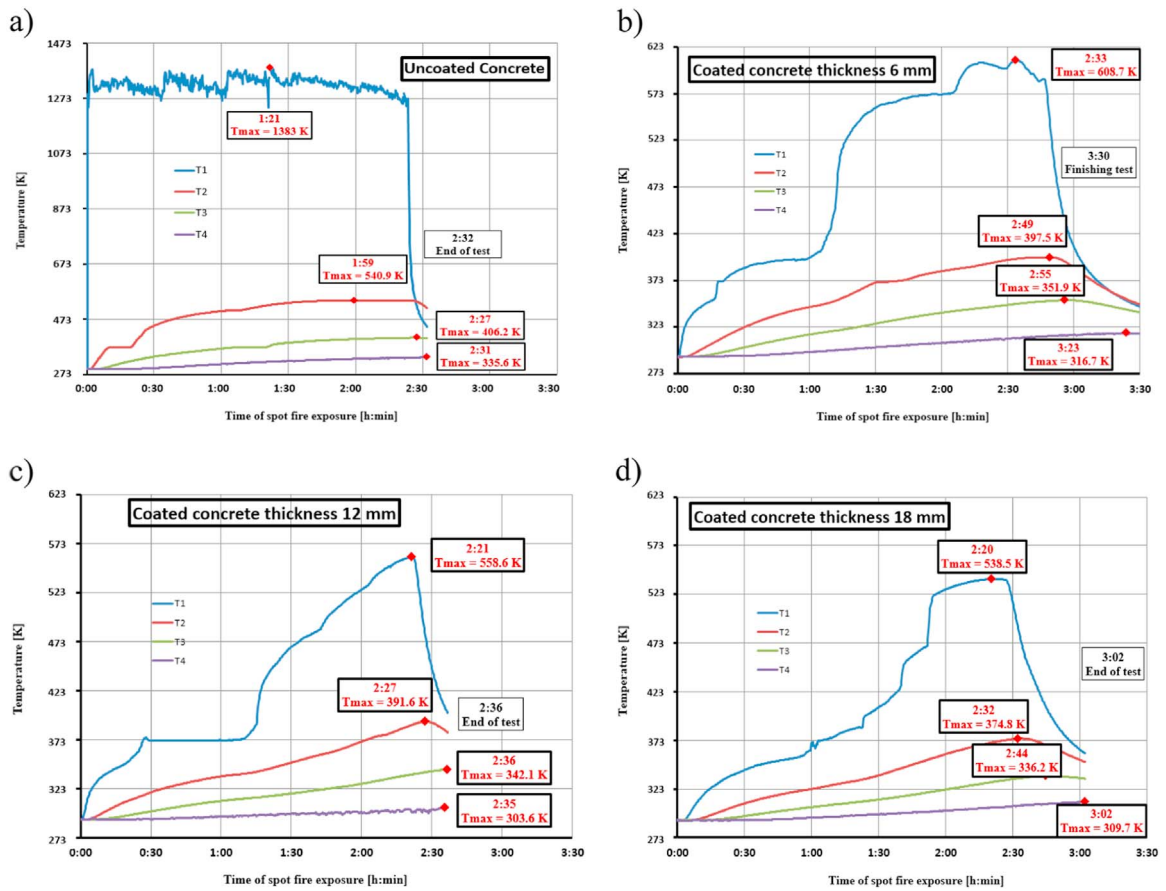 a)
Uncoated Concrete
1473
1273
1073
873
673
473
273
Temperature [K]
1:21
Tmax = 1383 K
T1
T2
T3
T4
2:32
End of test
1:59
Tmax = 540.9 K
2:27
Tmax = 406.2 K
2:31
Tmax = 335.6 K
0:00 0:30 1:00 1:30 2:00 2:30 3:00 3:30
Time of spot fire exposure [h:min]
b)
Coated concrete thickness 6 mm
623
573
523
473
423
373
323
273
Temperature [K]
2:33
Tmax = 608.7 K
T1
T2
T3
T4
3:30
Finishing test
2:49
Tmax = 397.5 K
2:55
Tmax = 351.9 K
3:23
Tmax = 316.7 K
0:00 0:30 1:00 1:30 2:00 2:30 3:00 3:30
Time of spot fire exposure [h:min]
c)
Coated concrete thickness 12 mm
623
573
523
473
423
373
323
273
Temperature [K]
2:21
Tmax = 558.6 K
T1
T2
T3
T4
2:27
Tmax = 391.6 K
2:36
End of test
2:36
Tmax = 342.1 K
2:35
Tmax = 303.6 K
0:00 0:30 1:00 1:30 2:00 2:30 3:00 3:30
Time of spot fire exposure [h:min]
d)
Coated concrete thickness 18 mm
623
573
523
473
423
373
323
273
Temperature [K]
2:20
Tmax = 538.5 K
T1
T2
T3
T4
3:02
End of test
2:32
Tmax = 374.8 K
2:44
Tmax = 336.2 K
3:02
Tmax = 309.7 K
0:00 0:30 1:00 1:30 2:00 2:30 3:00 3:30
Time of spot fire exposure [h:min]